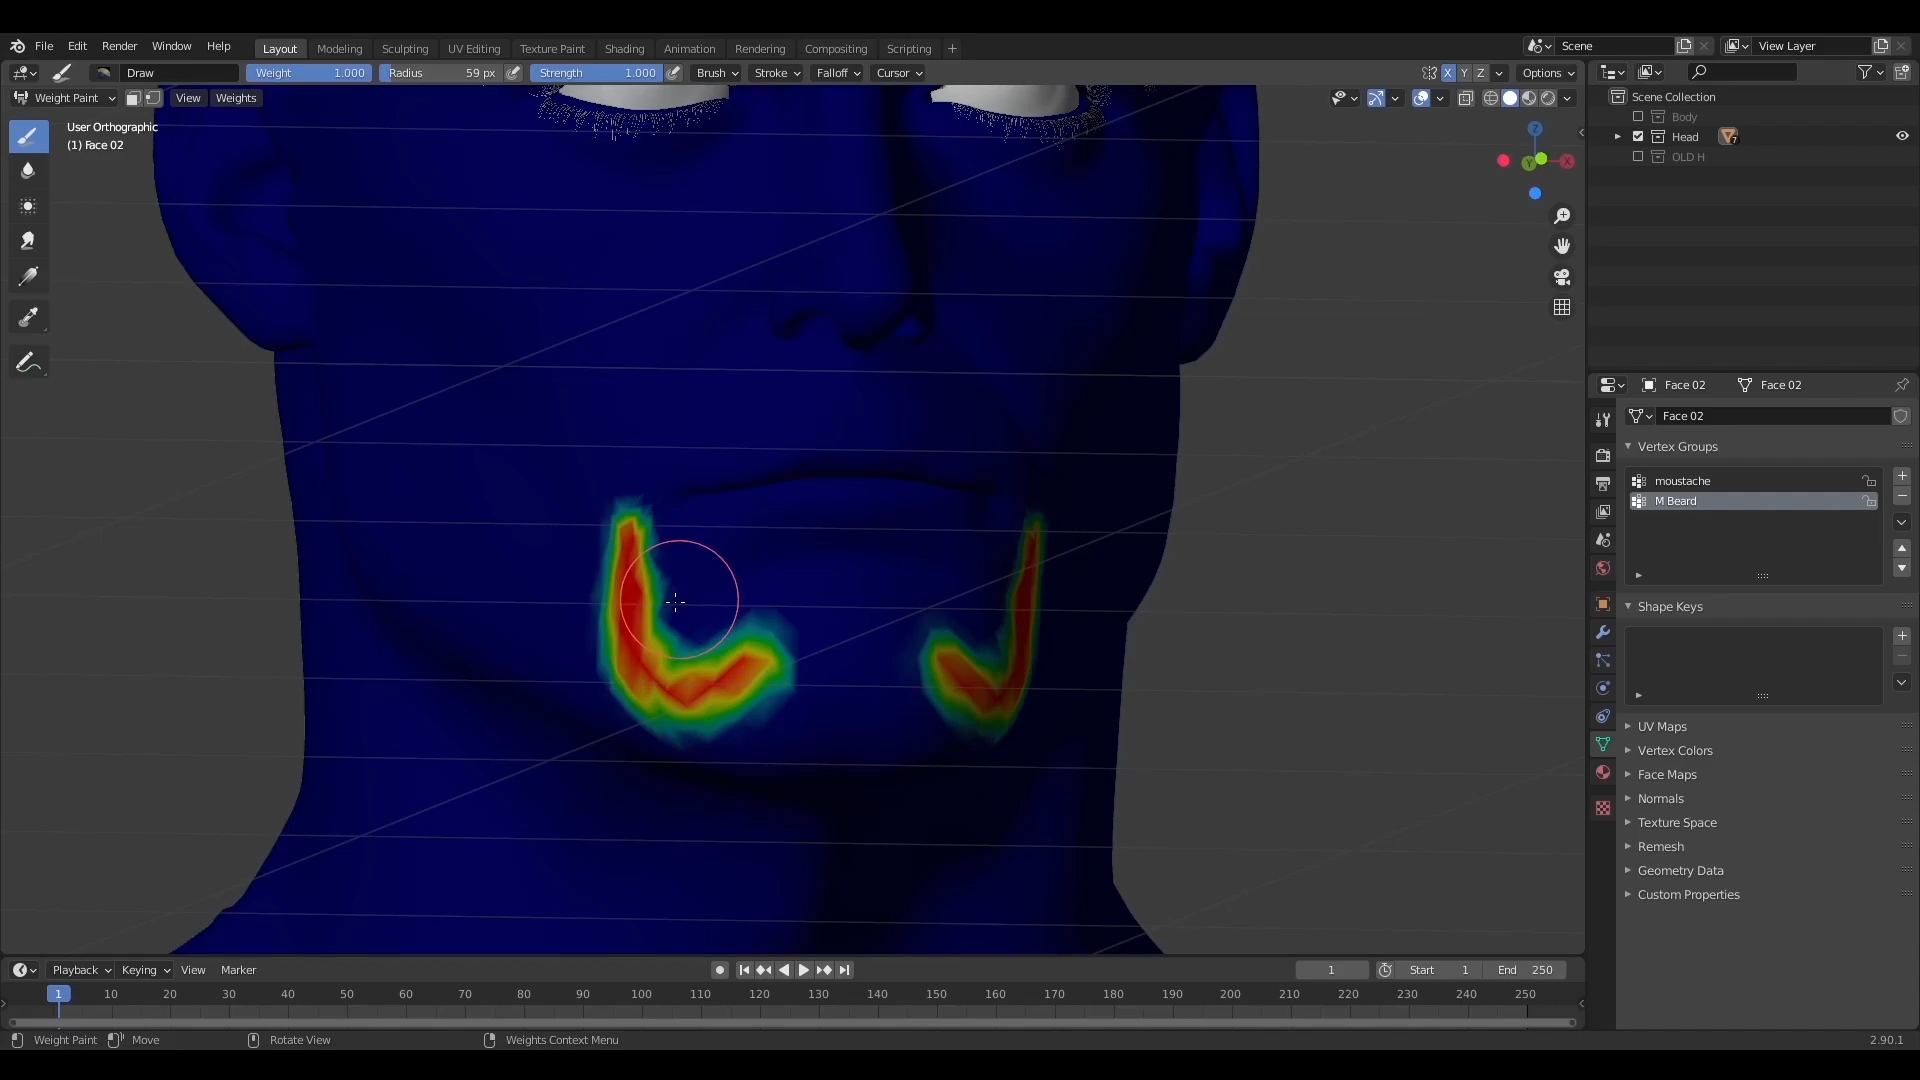 File Edit Render Window Help Layout Modeling Sculpting UV Editing Texture Paint Shading Animation Rendering Compositing Scripting + Scene View Layer
Draw Weight 1.000 Radius 59 px Strength 1.000 Brush Stroke Falloff Cursor X Y Z Options
Weight Paint View Weights
User Orthographic
(1) Face 02
Z
Y X
Scene Collection
Body
Head 7
OLD H
Face 02 Face 02
Face 02
Vertex Groups
moustache
M Beard
Shape Keys
UV Maps
Vertex Colors
Face Maps
Normals
Texture Space
Remesh
Geometry Data
Custom Properties
Playback Keying View Marker 1 Start 1 End 250
1 10 20 30 40 50 60 70 80 90 100 110 120 130 140 150 160 170 180 190 200 210 220 230 240 250
Weight Paint Move Rotate View Weights Context Menu 2.90.1